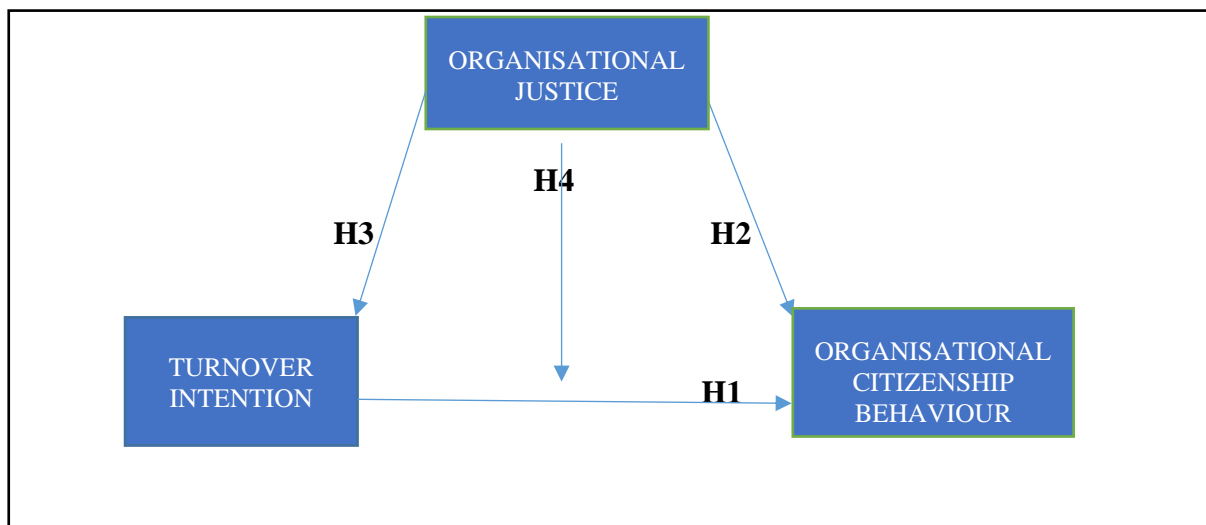 ORGANISATIONAL
JUSTICE
H4
H3
H2
TURNOVER
INTENTION
ORGANISATIONAL
CITIZENSHIP
BEHAVIOUR
H1